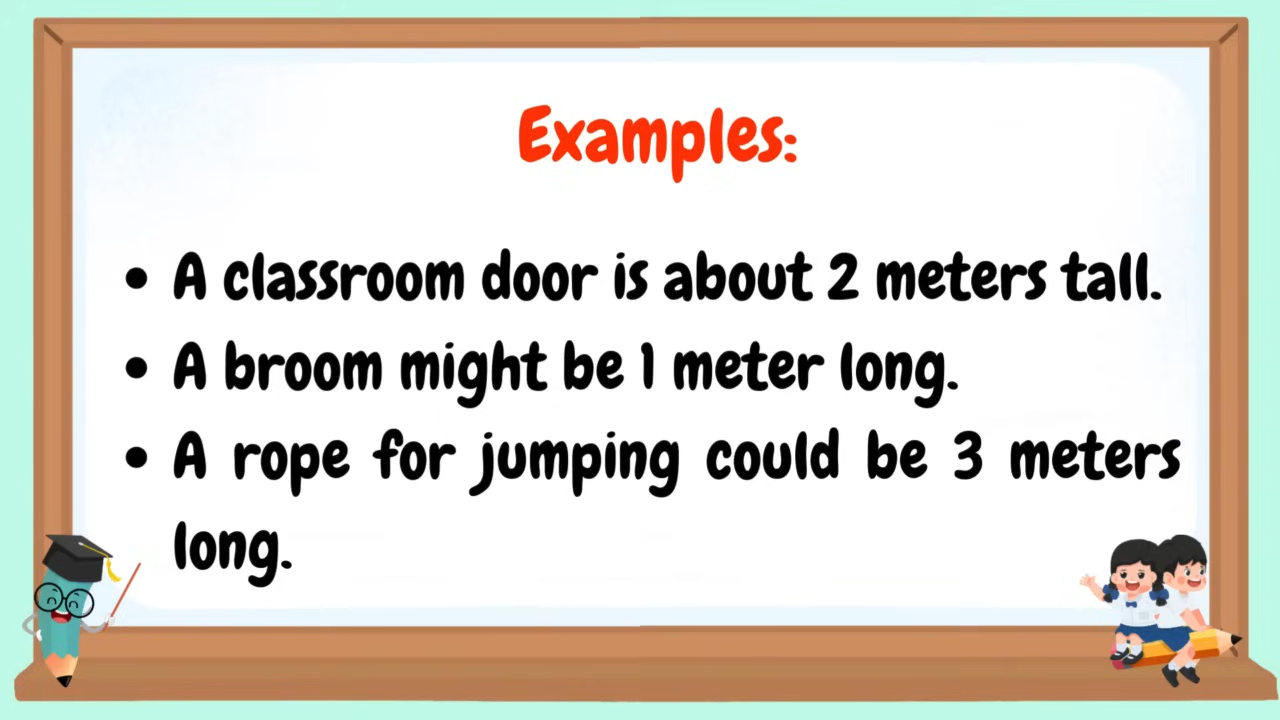 Examples:
• A classroom door is about 2 meters tall.
• A broom might be 1 meter long.
• A rope for jumping could be 3 meters
long.